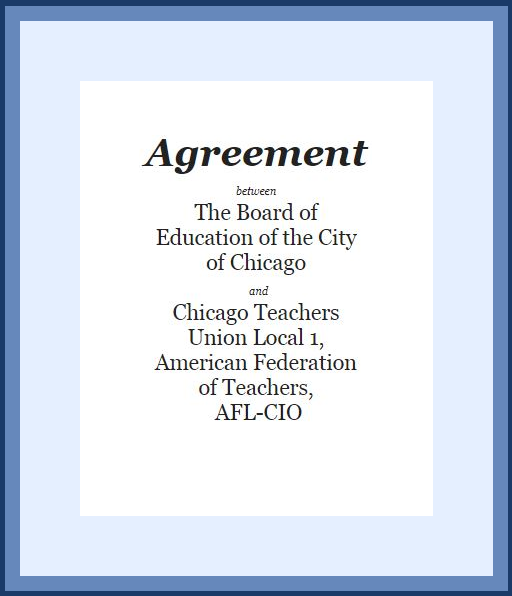 Agreement
between
The Board of
Education of the City
of Chicago
and
Chicago Teachers
Union Local 1,
American Federation
of Teachers,
AFL-CIO